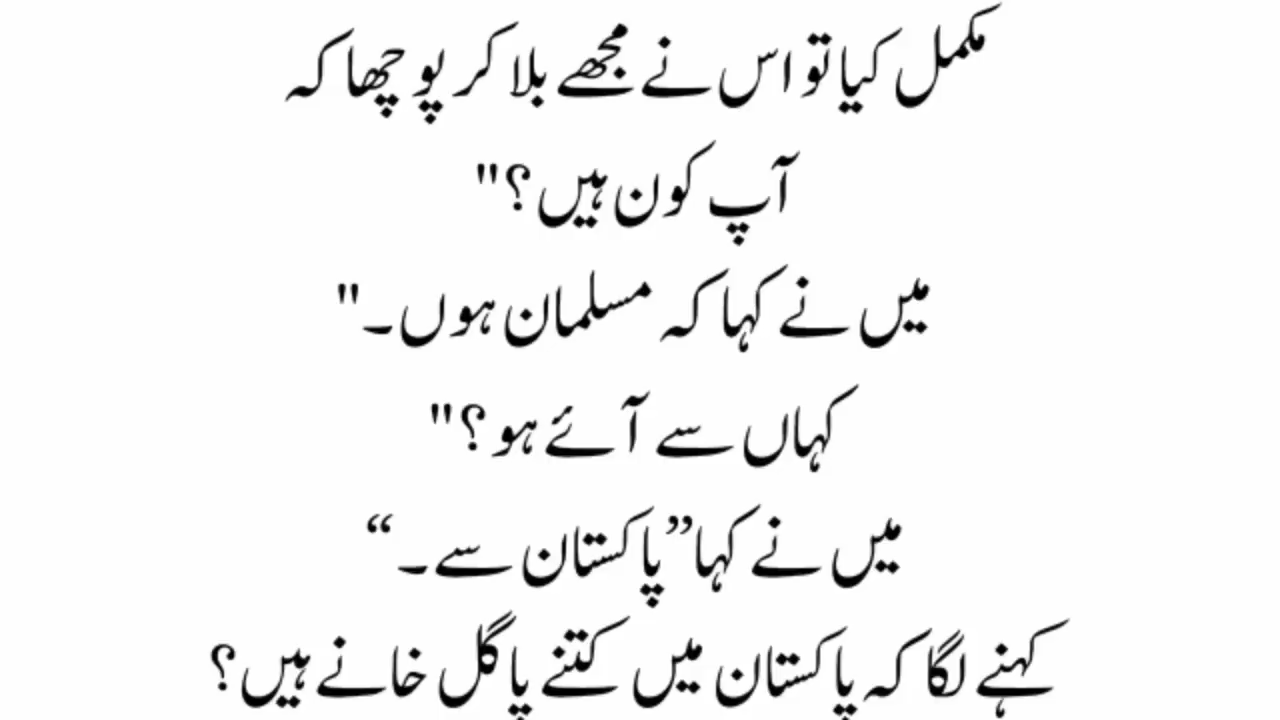 مکمل کیا تو اس نے مجھے بلا کر پوچھا کہ
آپ کون ہیں؟"
میں نے کہا کہ مسلمان ہوں۔"
کہاں سے آئے ہو؟"
میں نے کہا”پاکستان سے۔“
کہنے لگا کہ پاکستان میں کتنے پاگل خانے ہیں؟